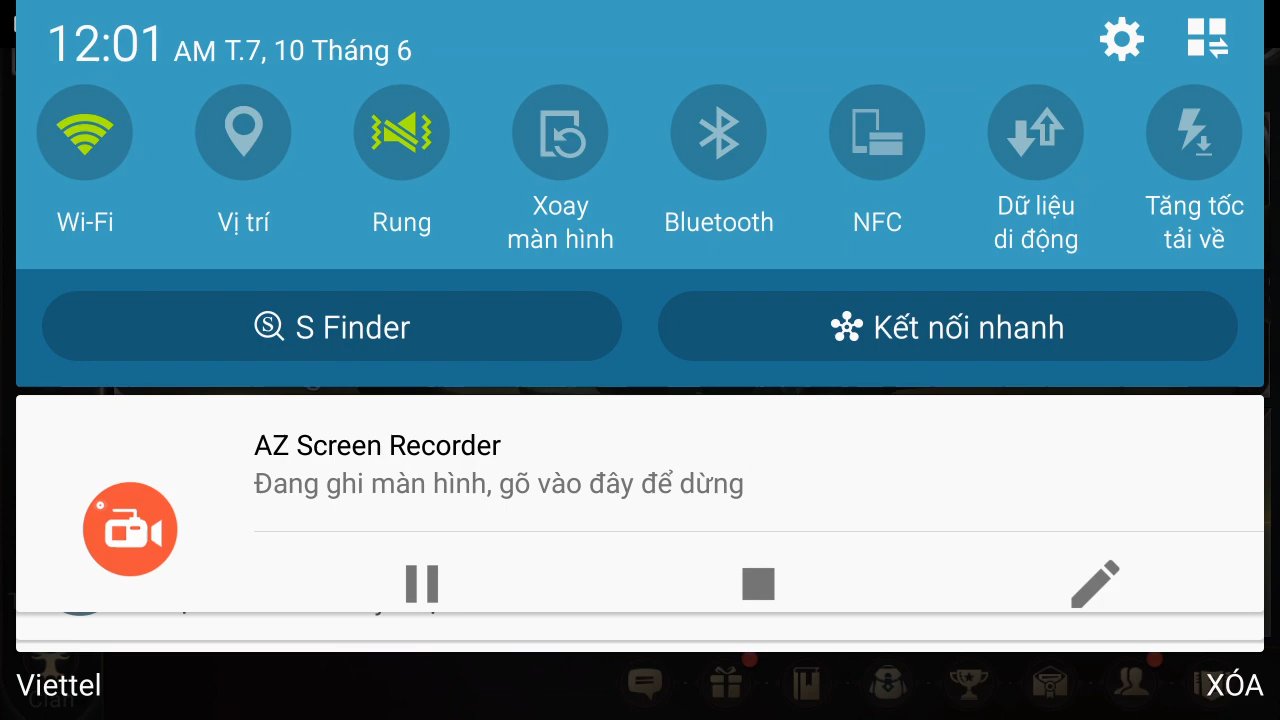 12:01 AM T.7, 10 Tháng 6
Wi-Fi
Vị trí
Rung
Xoay
màn hình
Bluetooth
NFC
Dữ liệu
di động
Tăng tốc
tải về
S Finder
Kết nối nhanh
AZ Screen Recorder
Đang ghi màn hình, gõ vào đây để dừng
Viettel
XÓA
Clan